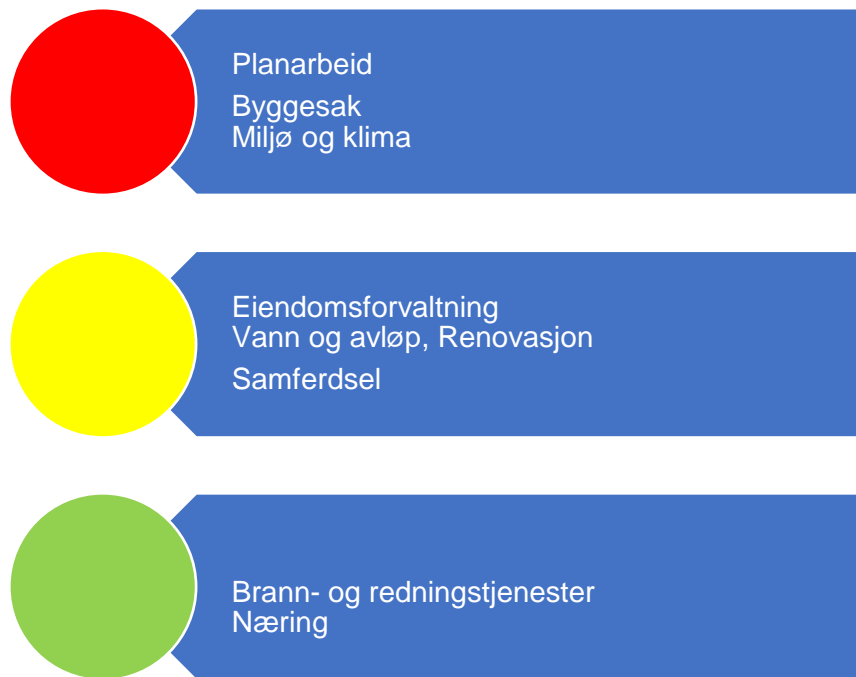 Planarbeid
Byggesak
Miljø og klima
Eiendomsforvaltning
Vann og avløp, Renovasjon
Samferdsel
Brann- og redningstjenester
Næring